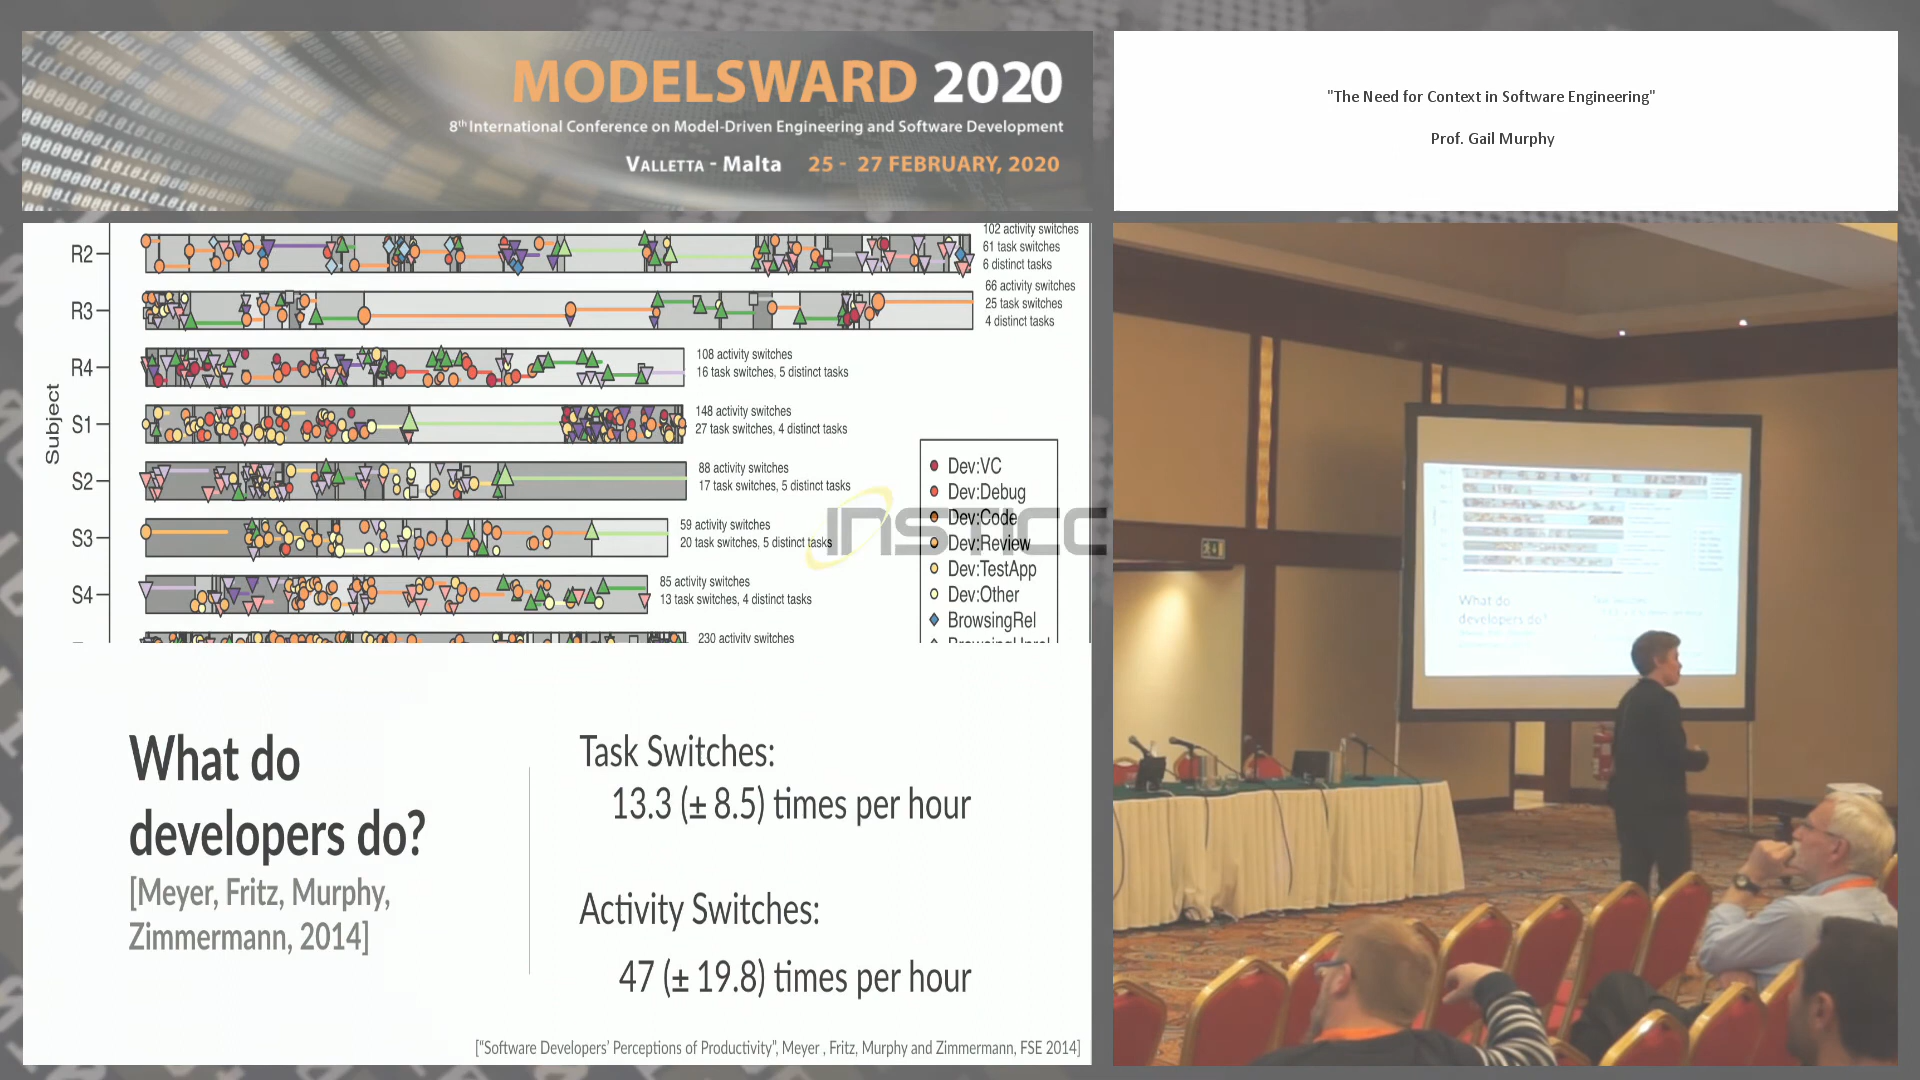 MODELSWARD 2020
8th International Conference on Model-Driven Engineering and Software Development
VALLETTA - Malta 25 - 27 FEBRUARY, 2020
"The Need for Context in Software Engineering"
Prof. Gail Murphy
Subject
R2
102 activity switches
61 task switches
6 distinct tasks
R3
66 activity switches
25 task switches
4 distinct tasks
R4
108 activity switches
16 task switches, 5 distinct tasks
S1
148 activity switches
27 task switches, 4 distinct tasks
S2
88 activity switches
17 task switches, 5 distinct tasks
S3
59 activity switches
20 task switches, 5 distinct tasks
S4
85 activity switches
13 task switches, 4 distinct tasks
230 activity switches
Dev:VC
Dev:Debug
Dev:Code
Dev:Review
Dev:TestApp
Dev:Other
BrowsingRel
INSTICC
What do
developers do?
[Meyer, Fritz, Murphy,
Zimmermann, 2014]
Task Switches:
13.3 (± 8.5) times per hour
Activity Switches:
47 (± 19.8) times per hour
["Software Developers' Perceptions of Productivity", Meyer , Fritz, Murphy and Zimmermann, FSE 2014]
What do
developers do?